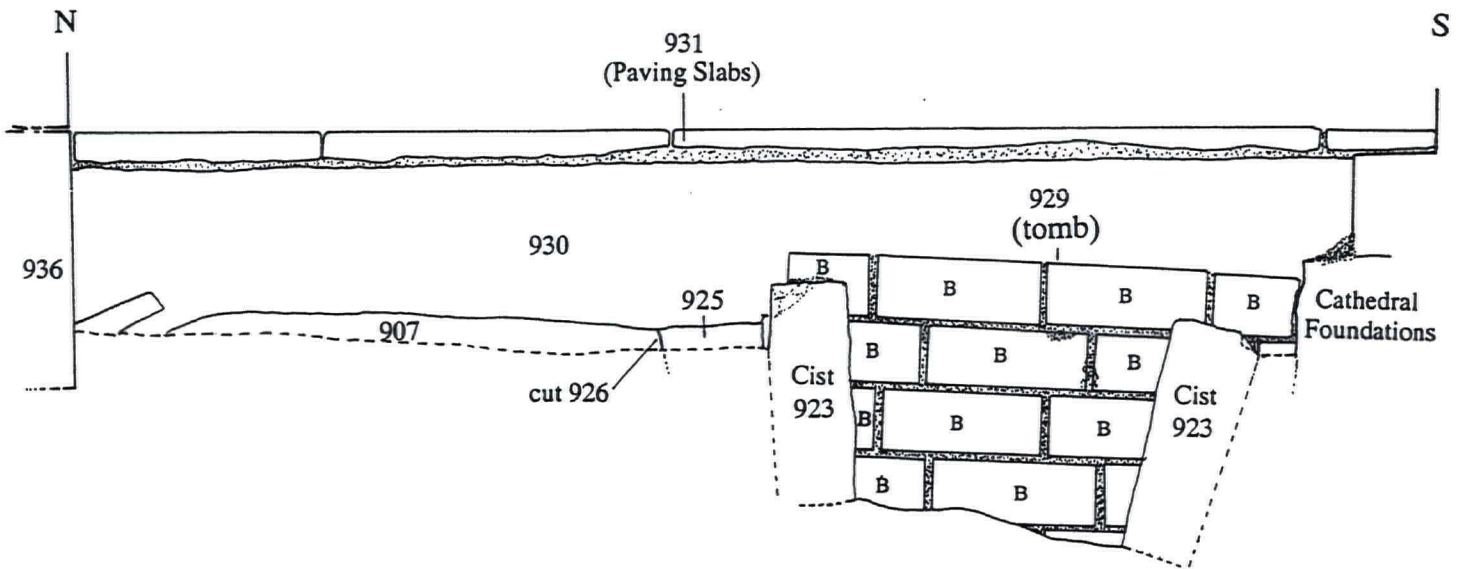 N
S
931
(Paving Slabs)
929
(tomb)
930
936
B
B
B
B
925
907
Cathedral
Foundations
cut 926
B
B
B
Cist
923
Cist
923
B
B
B
B
B